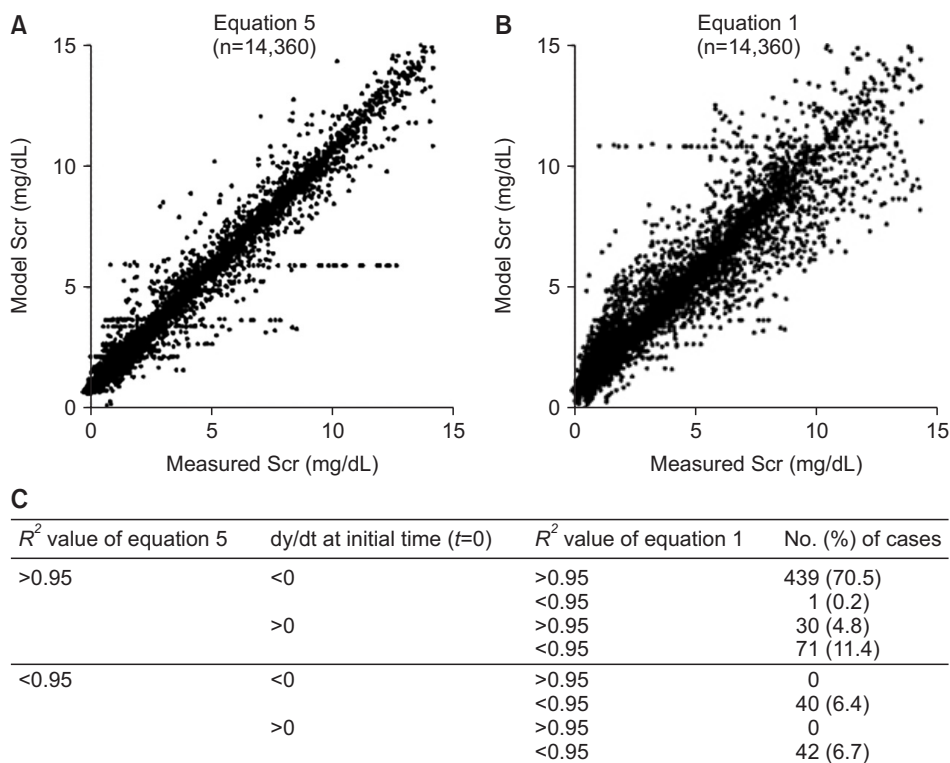 A
Equation 5
(n=14,360)
15
10
5
0
Model Scr (mg/dL)
0 5 10 15
Measured Scr (mg/dL)
B
Equation 1
(n=14,360)
15
10
5
0
Model Scr (mg/dL)
0 5 10 15
Measured Scr (mg/dL)
C
R² value of equation 5 dy/dt at initial time (t=0) R² value of equation 1 No. (%) of cases
>0.95 <0 >0.95 439 (70.5)
<0.95 1 (0.2)
>0 >0.95 30 (4.8)
<0.95 71 (11.4)
<0.95 <0 >0.95 0
<0.95 40 (6.4)
>0 >0.95 0
<0.95 42 (6.7)